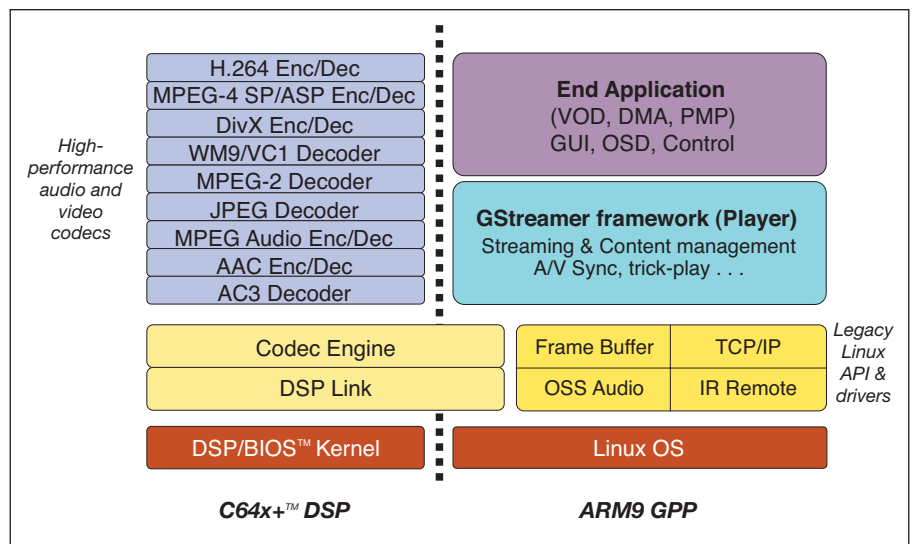 High-
performance
audio and
video
codecs
H.264 Enc/Dec
MPEG-4 SP/ASP Enc/Dec
DivX Enc/Dec
WM9/VC1 Decoder
MPEG-2 Decoder
JPEG Decoder
MPEG Audio Enc/Dec
AAC Enc/Dec
AC3 Decoder
End Application
(VOD, DMA, PMP)
GUI, OSD, Control
GStreamer framework (Player)
Streaming & Content management
A/V Sync, trick-play . . .
Codec Engine
DSP Link
Frame Buffer
TCP/IP
OSS Audio
IR Remote
Legacy
Linux
API &
drivers
DSP/BIOS™ Kernel
Linux OS
C64x+™ DSP
ARM9 GPP